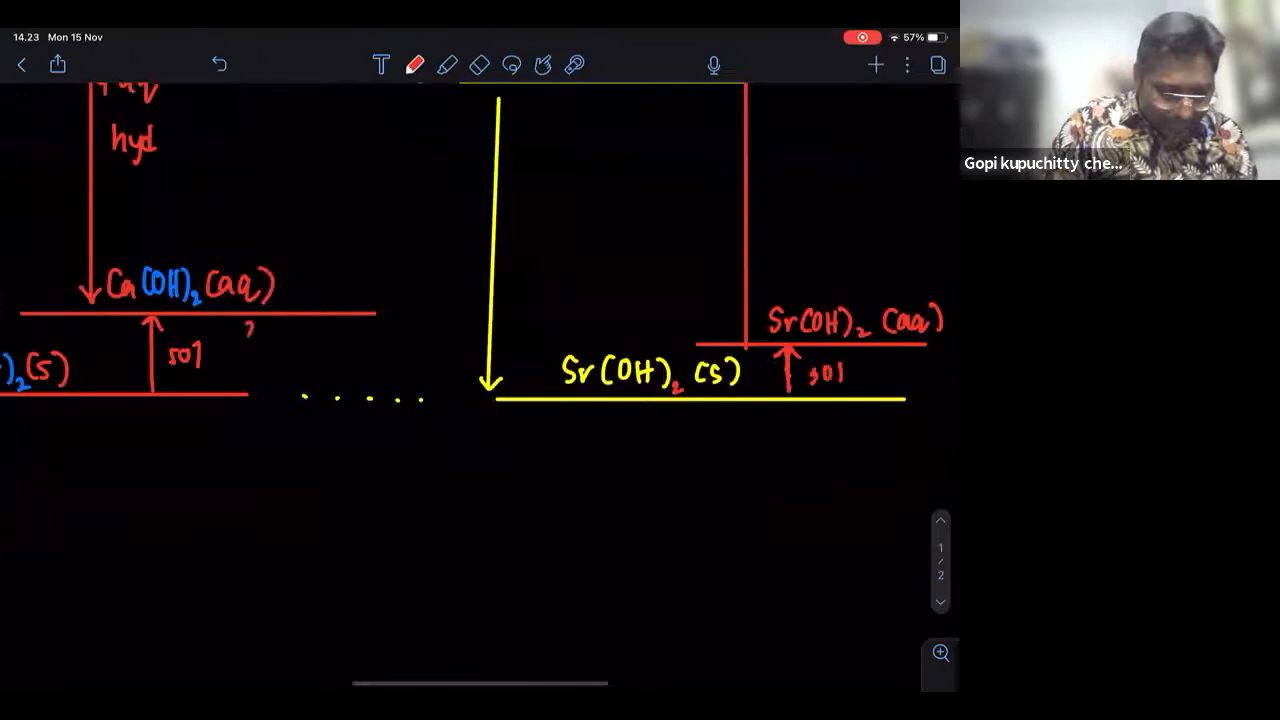 14.23 Mon 15 Nov
57%
hyd
Ca(OH)₂(aq)
sol
)₂(s)
Sr(OH)₂(aq)
sol
Sr(OH)₂(s)
.....
1
/
2
Gopi kupuchitty che...